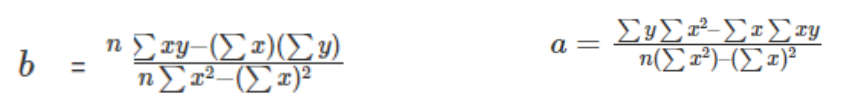 b = n ∑xy−(∑x)(∑y) / n∑x²−(∑x)²
a = ∑y∑x²−∑x∑xy / n(∑x²)−(∑x)²